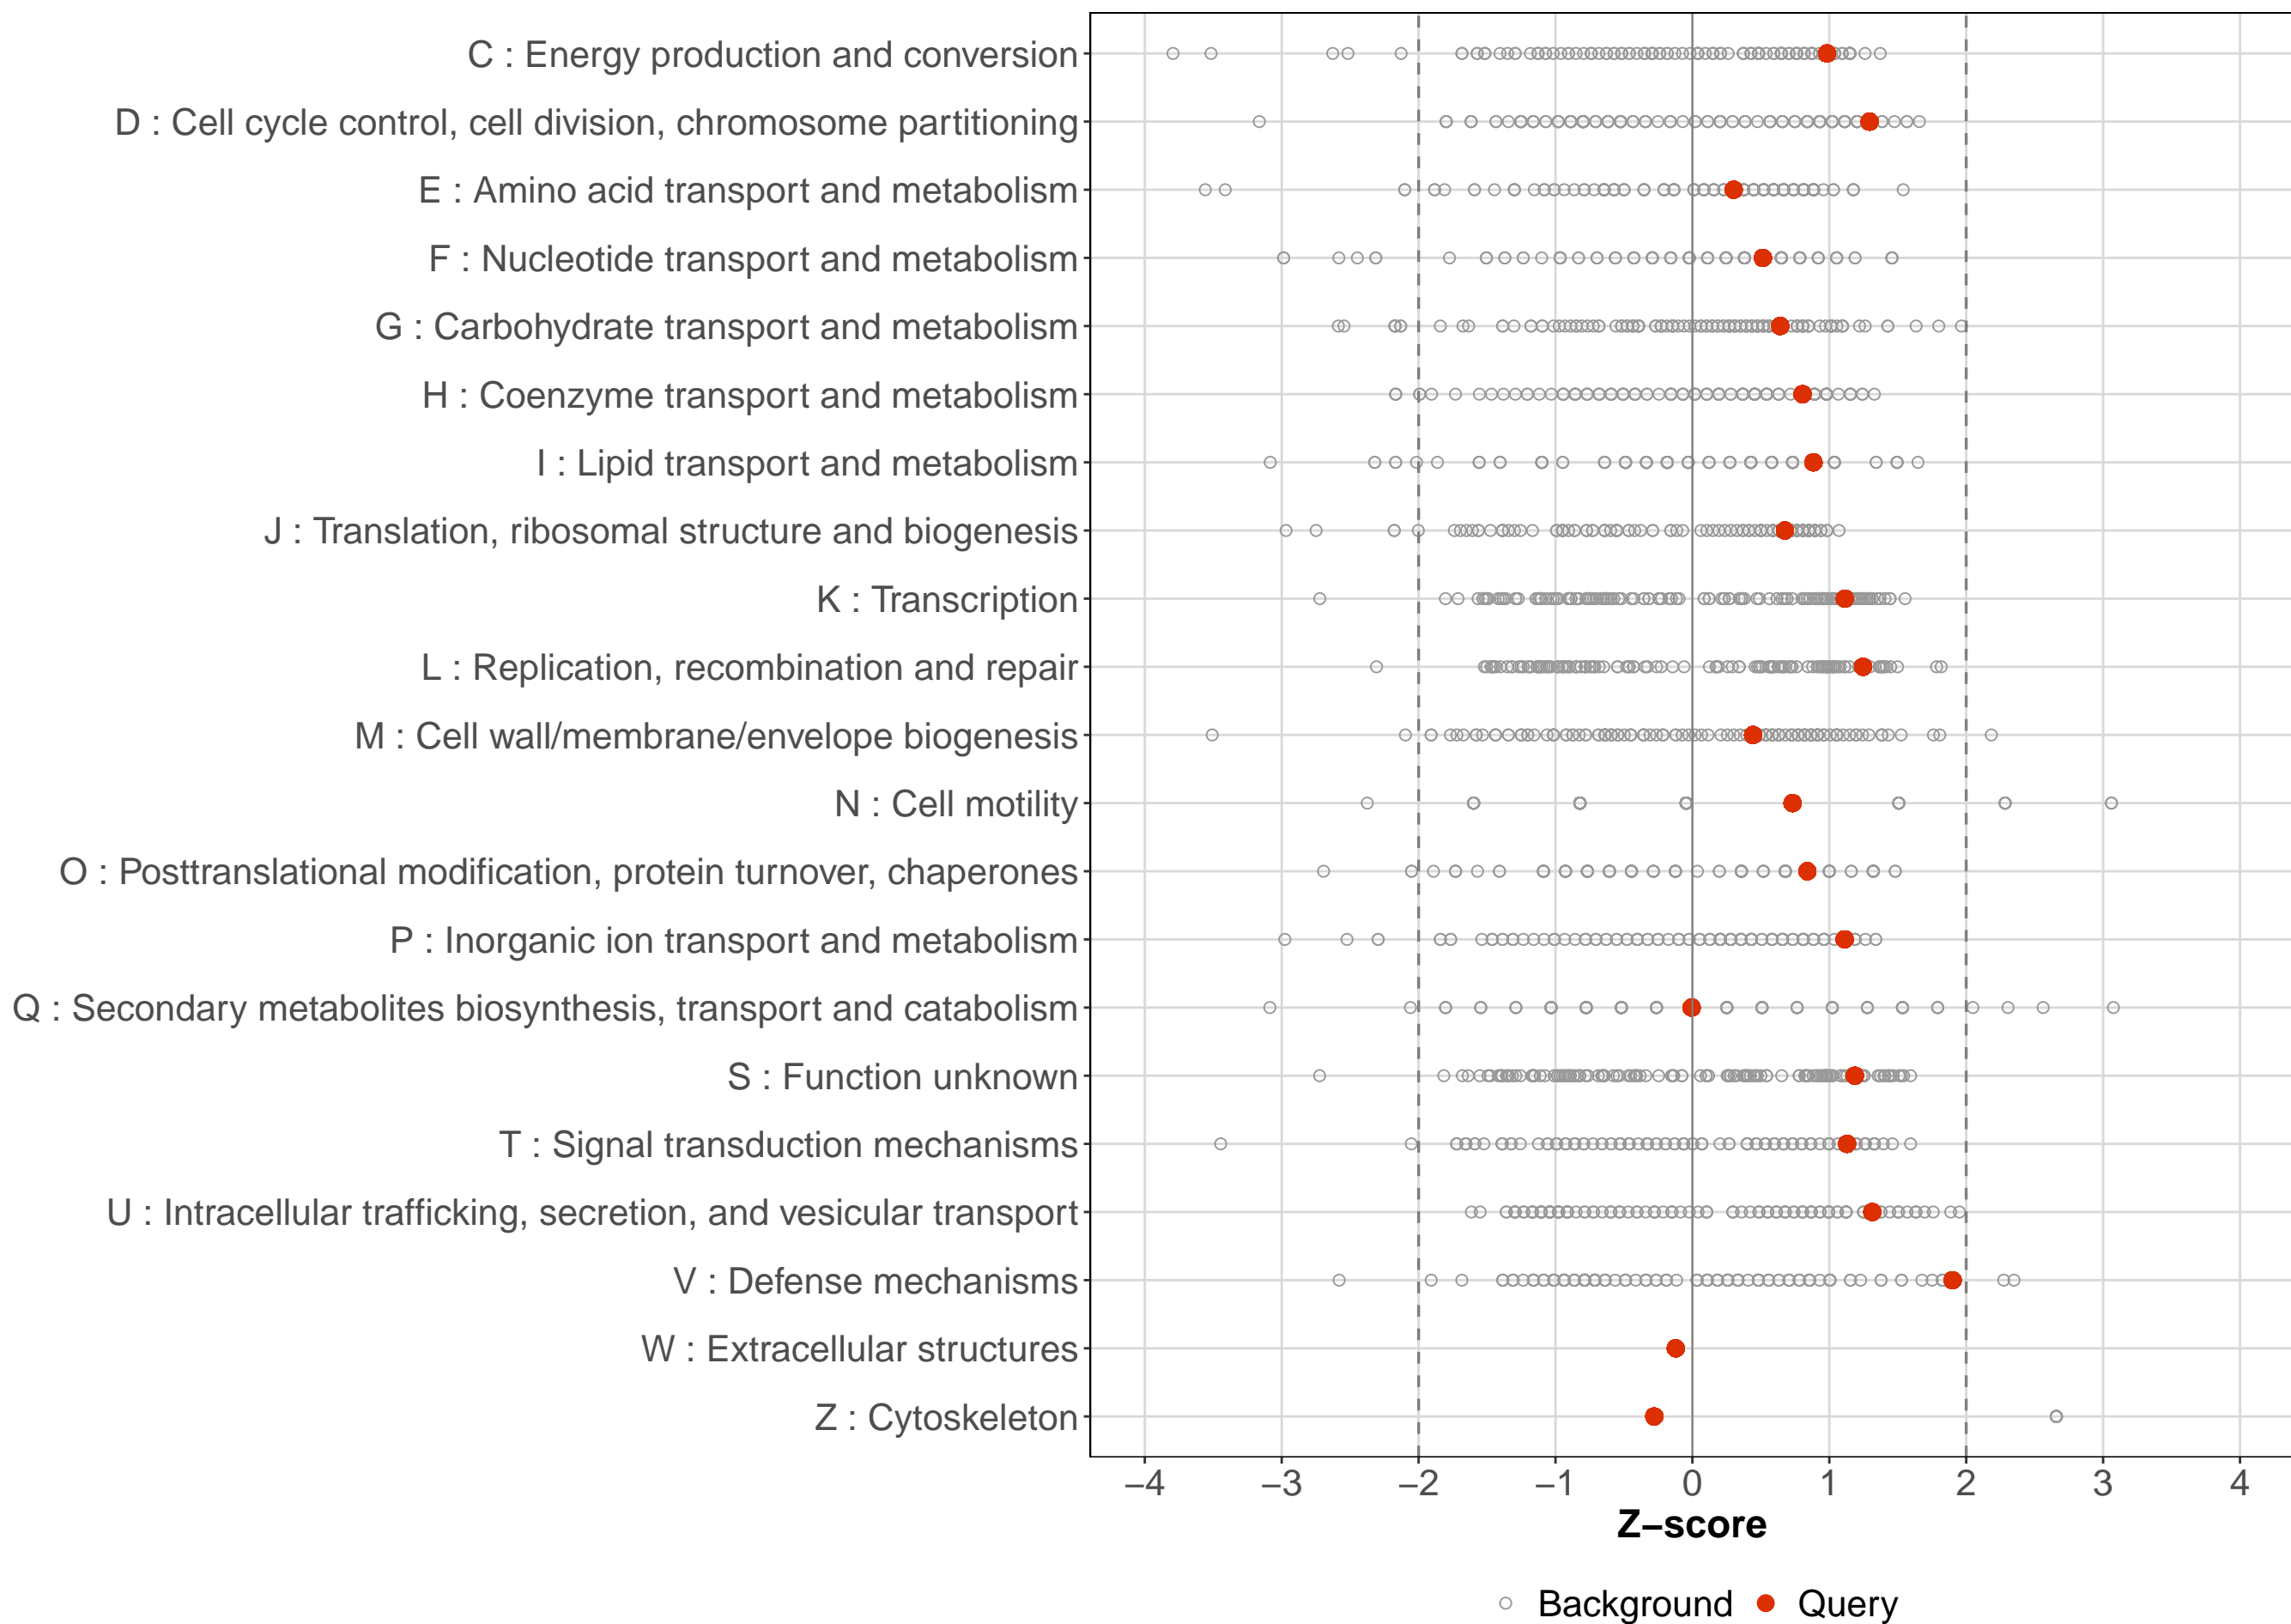 C : Energy production and conversion
D : Cell cycle control, cell division, chromosome partitioning
E : Amino acid transport and metabolism
F : Nucleotide transport and metabolism
G : Carbohydrate transport and metabolism
H : Coenzyme transport and metabolism
I : Lipid transport and metabolism
J : Translation, ribosomal structure and biogenesis
K : Transcription
L : Replication, recombination and repair
M : Cell wall/membrane/envelope biogenesis
N : Cell motility
O : Posttranslational modification, protein turnover, chaperones
P : Inorganic ion transport and metabolism
Q : Secondary metabolites biosynthesis, transport and catabolism
S : Function unknown
T : Signal transduction mechanisms
U : Intracellular trafficking, secretion, and vesicular transport
V : Defense mechanisms
W : Extracellular structures
Z : Cytoskeleton
−4 −3 −2 −1 0 1 2 3 4
Z−score
Background Query